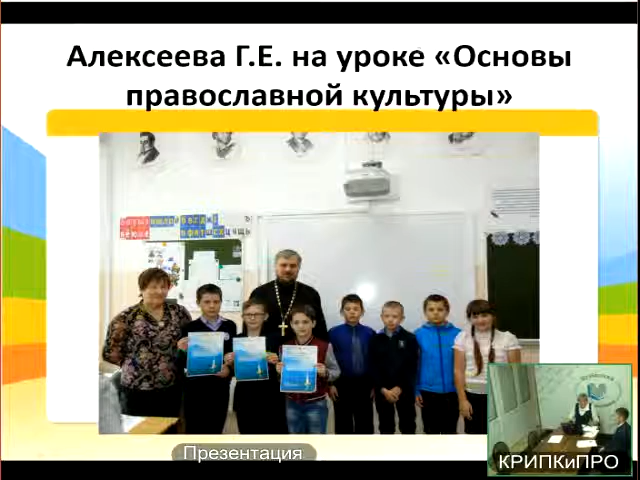 Алексеева Г.Е. на уроке «Основы
православной культуры»
Презентация
КРИПКиПРО